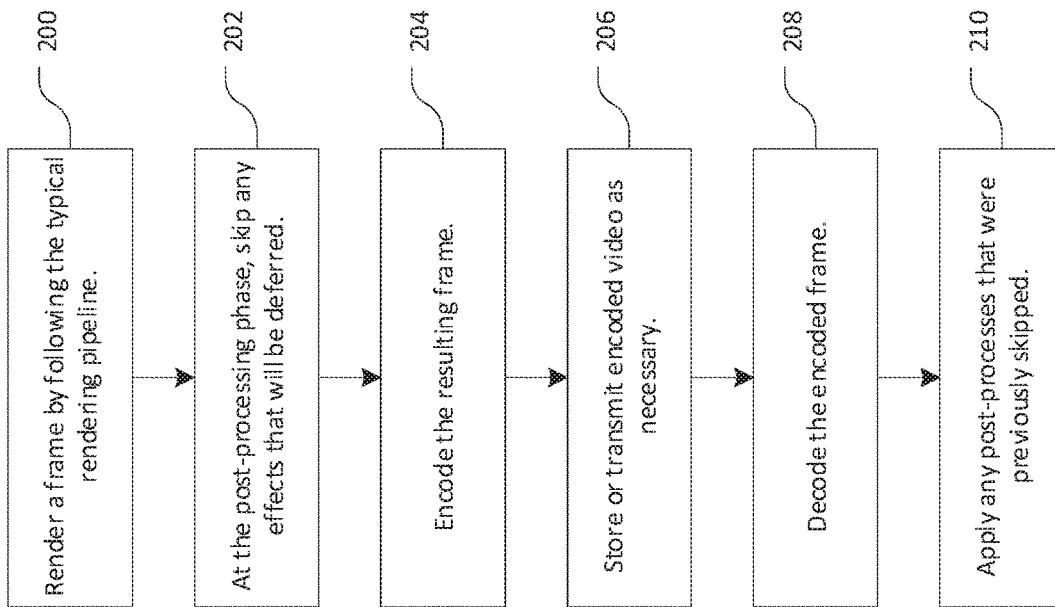 Render a frame by following the typical
rendering pipeline.
200
At the post-processing phase, skip any
effects that will be deferred.
202
Encode the resulting frame.
204
Store or transmit encoded video as
necessary.
206
Decode the encoded frame.
208
Apply any post-processes that were
previously skipped.
210